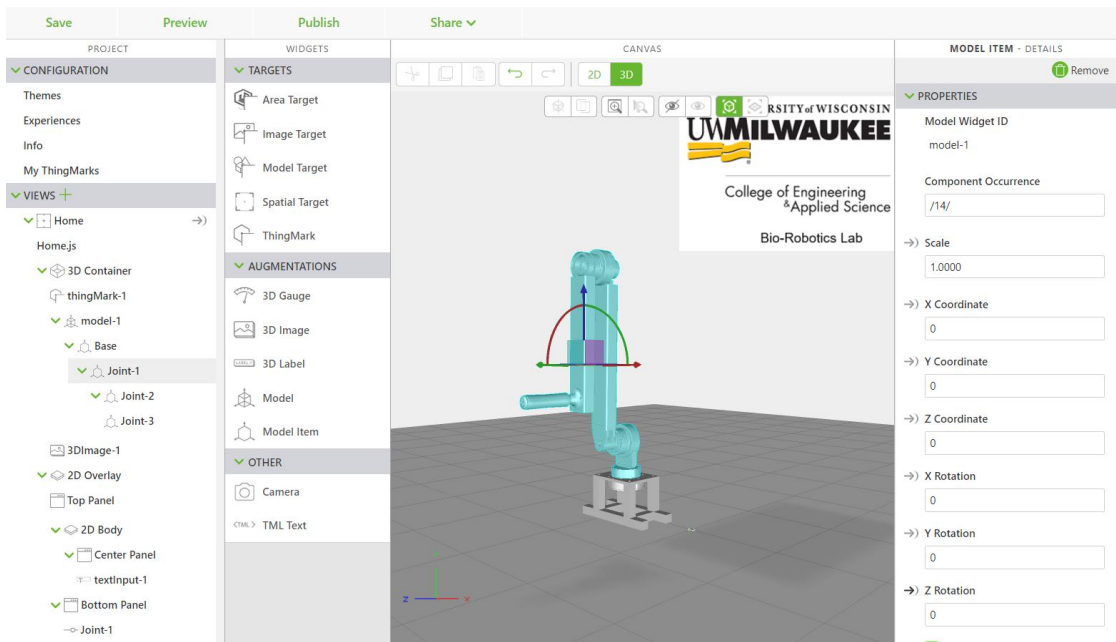 Save Preview Publish Share
PROJECT WIDGETS CANVAS MODEL ITEM - DETAILS
CONFIGURATION
Themes
Experiences
Info
My ThingMarks
VIEWS
Home
Home.js
3D Container
thingMark-1
model-1
Base
Joint-1
Joint-2
Joint-3
3DImage-1
2D Overlay
Top Panel
2D Body
Center Panel
textInput-1
Bottom Panel
Joint-1
TARGETS
Area Target
Image Target
Model Target
Spatial Target
ThingMark
AUGMENTATIONS
3D Gauge
3D Image
3D Label
Model
Model Item
OTHER
Camera
<TML> TML Text
2D 3D
RSITY of WISCONSIN
UWMILWAUKEE
College of Engineering
&Applied Science
Bio-Robotics Lab
z x
Remove
PROPERTIES
Model Widget ID
model-1
Component Occurrence
/14/
Scale
1.0000
X Coordinate
0
Y Coordinate
0
Z Coordinate
0
X Rotation
0
Y Rotation
0
Z Rotation
0